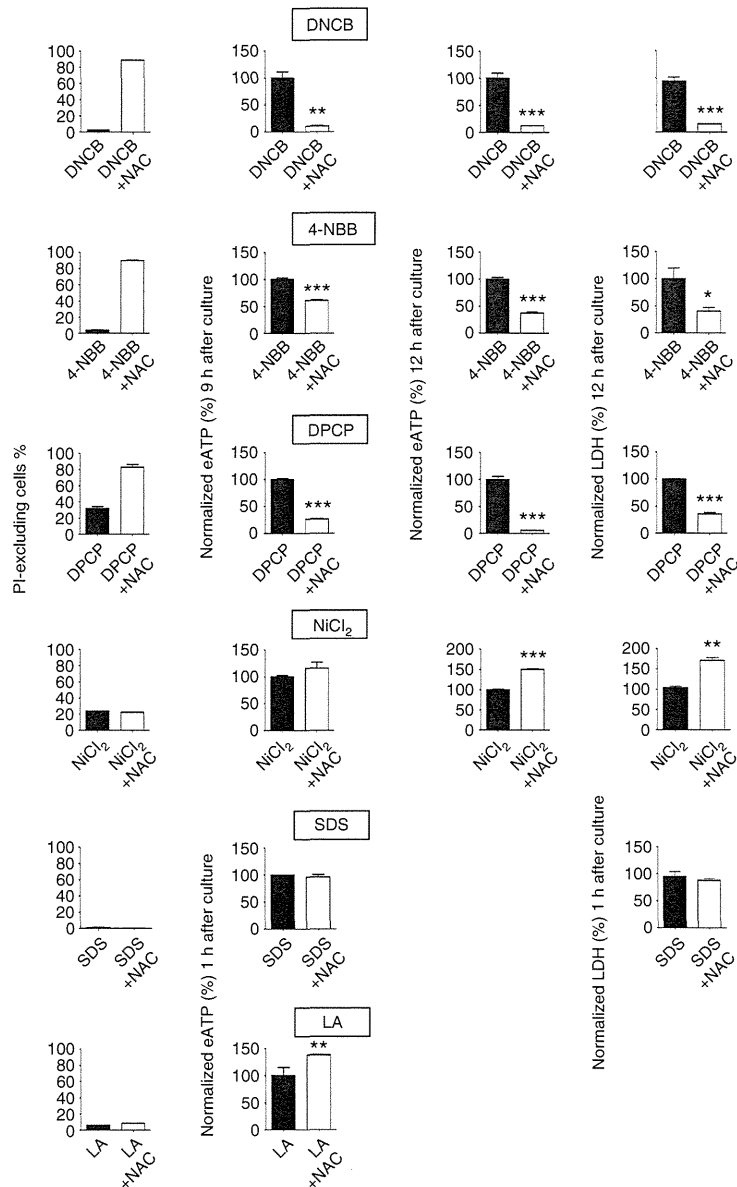 DNCB
100
80
60
40
20
0
DNCB
DNCB
+NAC
150
100
50
0
**
DNCB
DNCB
+NAC
150
100
50
0
***
DNCB
DNCB
+NAC
150
100
50
0
***
DNCB
DNCB
+NAC
4-NBB
100
80
60
40
20
0
4-NBB
4-NBB
+NAC
150
100
50
0
***
4-NBB
4-NBB
+NAC
150
100
50
0
***
4-NBB
4-NBB
+NAC
150
100
50
0
*
4-NBB
4-NBB
+NAC
PI-excluding cells %
Normalized eATP (%) 9 h after culture
Normalized eATP (%) 12 h after culture
Normalized LDH (%) 12 h after culture
DPCP
100
80
60
40
20
0
DPCP
DPCP
+NAC
150
100
50
0
***
DPCP
DPCP
+NAC
150
100
50
0
***
DPCP
DPCP
+NAC
150
100
50
0
***
DPCP
DPCP
+NAC
NiCl₂
100
80
60
40
20
0
NiCl₂
NiCl₂
+NAC
150
100
50
0
NiCl₂
NiCl₂
+NAC
200
150
100
50
0
***
NiCl₂
NiCl₂
+NAC
200
150
100
50
0
**
NiCl₂
NiCl₂
+NAC
SDS
100
80
60
40
20
0
SDS
SDS
+NAC
Normalized eATP (%) 1 h after culture
150
100
50
0
SDS
SDS
+NAC
Normalized LDH (%) 1 h after culture
150
100
50
0
SDS
SDS
+NAC
LA
100
80
60
40
20
0
LA
LA
+NAC
150
100
50
0
**
LA
LA
+NAC